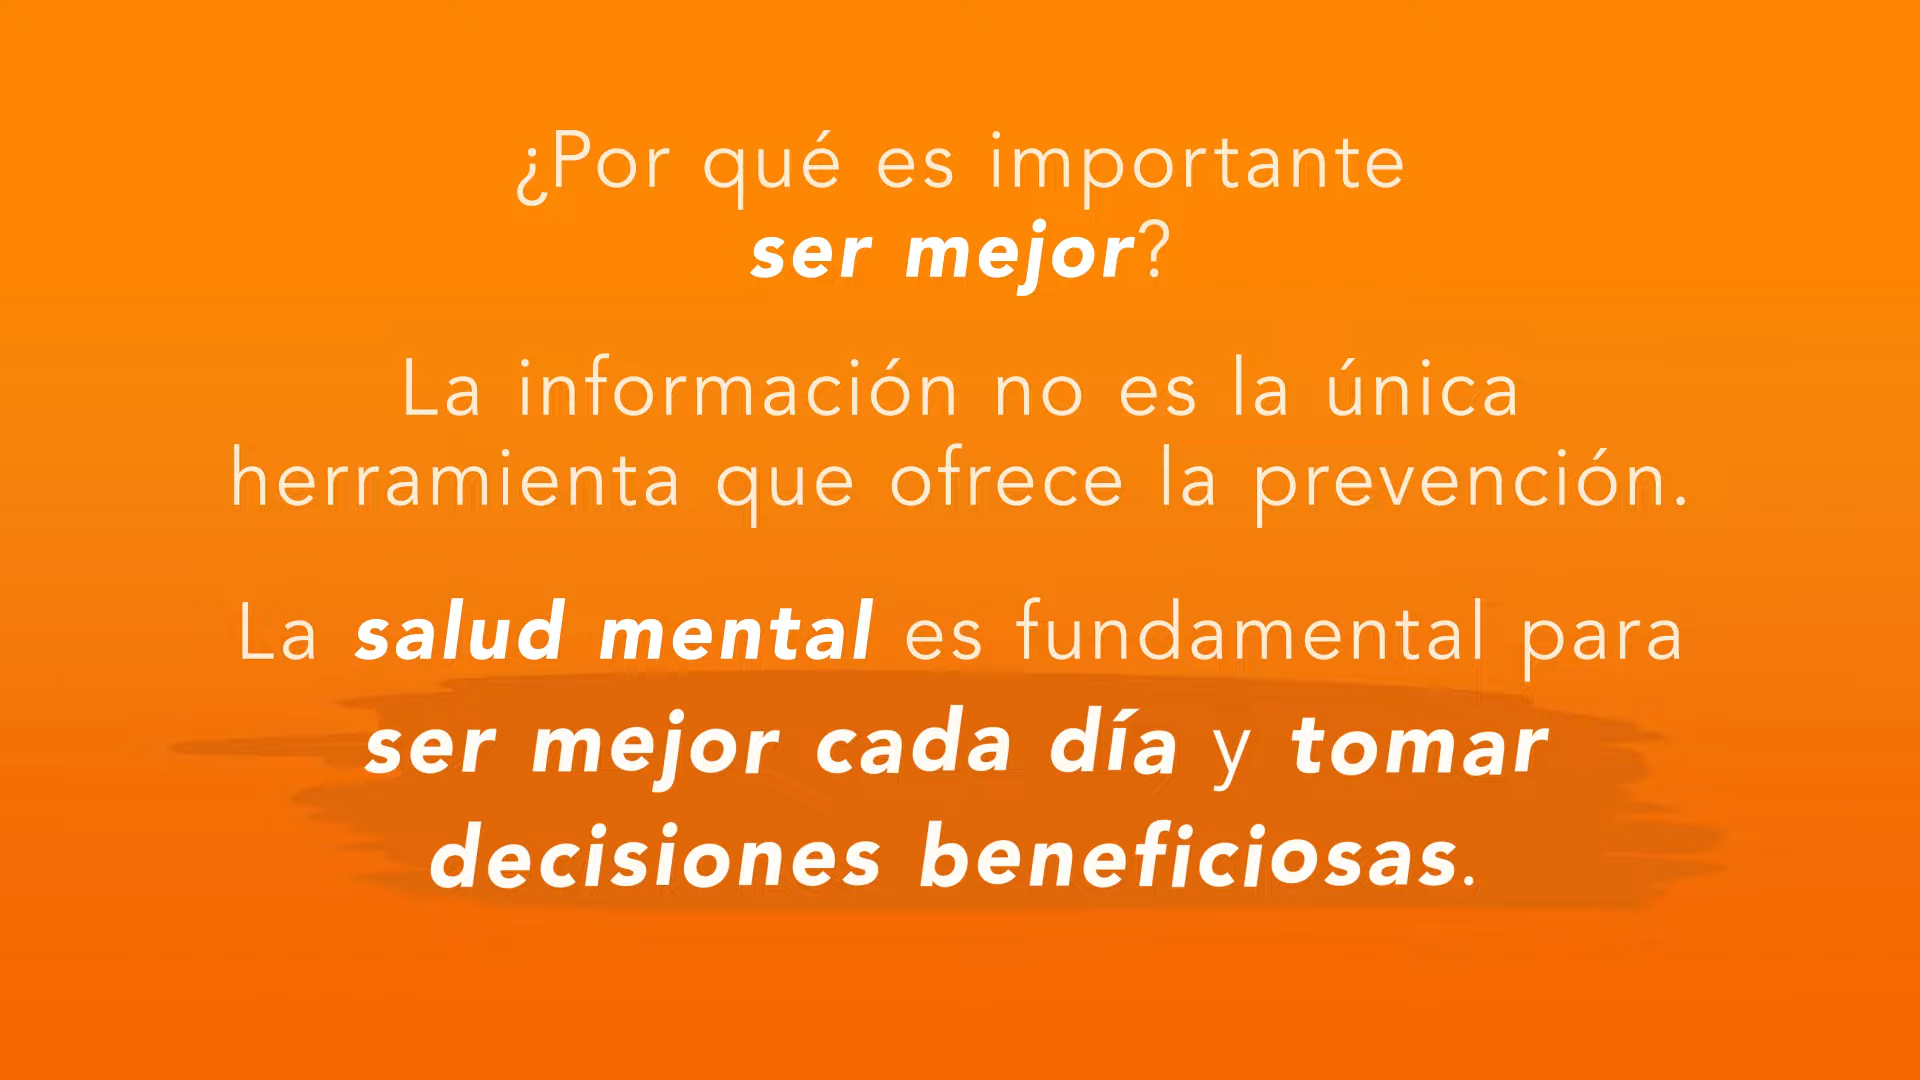 ¿Por qué es importante
ser mejor?
La información no es la única
herramienta que ofrece la prevención.
La salud mental es fundamental para
ser mejor cada día y tomar
decisiones beneficiosas.